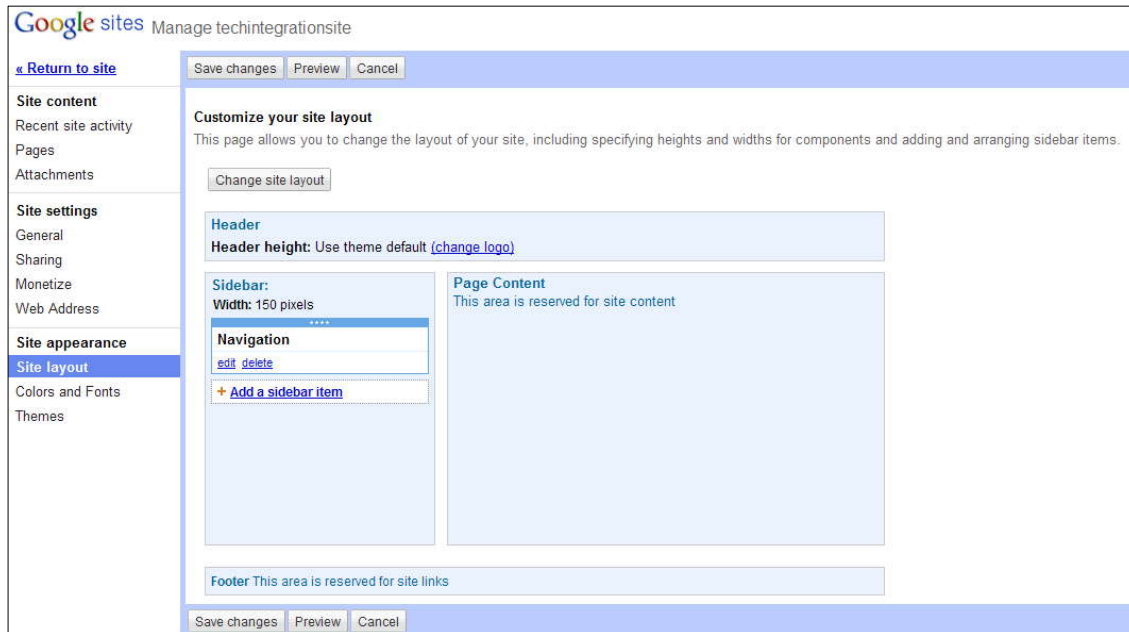 Google sites Manage techintegrationsite
« Return to site
Save changes Preview Cancel
Site content
Recent site activity
Pages
Attachments
Site settings
General
Sharing
Monetize
Web Address
Site appearance
Site layout
Colors and Fonts
Themes
Customize your site layout
This page allows you to change the layout of your site, including specifying heights and widths for components and adding and arranging sidebar items.
Change site layout
Header
Header height: Use theme default (change logo)
Sidebar:
Width: 150 pixels
Navigation
edit delete
+ Add a sidebar item
Page Content
This area is reserved for site content
Footer This area is reserved for site links
Save changes Preview Cancel